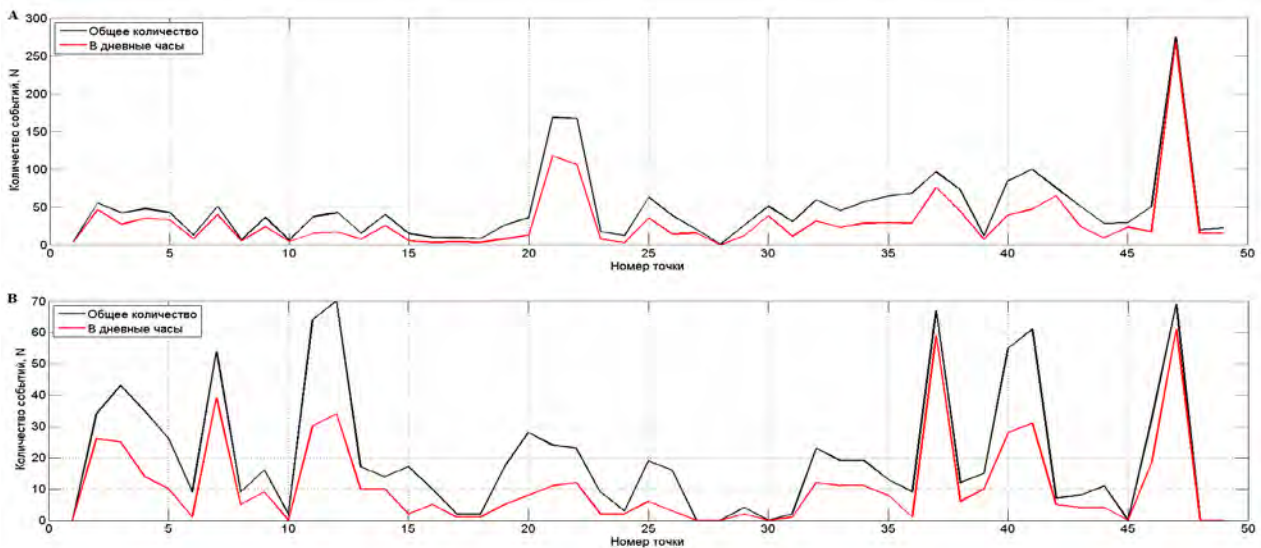 A
300
250
200
150
100
50
0
Количество событий, N
Общее количество
В дневные часы
0 5 10 15 20 25 30 35 40 45 50
Номер точки
B
70
60
50
40
30
20
10
0
Количество событий, N
Общее количество
В дневные часы
0 5 10 15 20 25 30 35 40 45 50
Номер точки